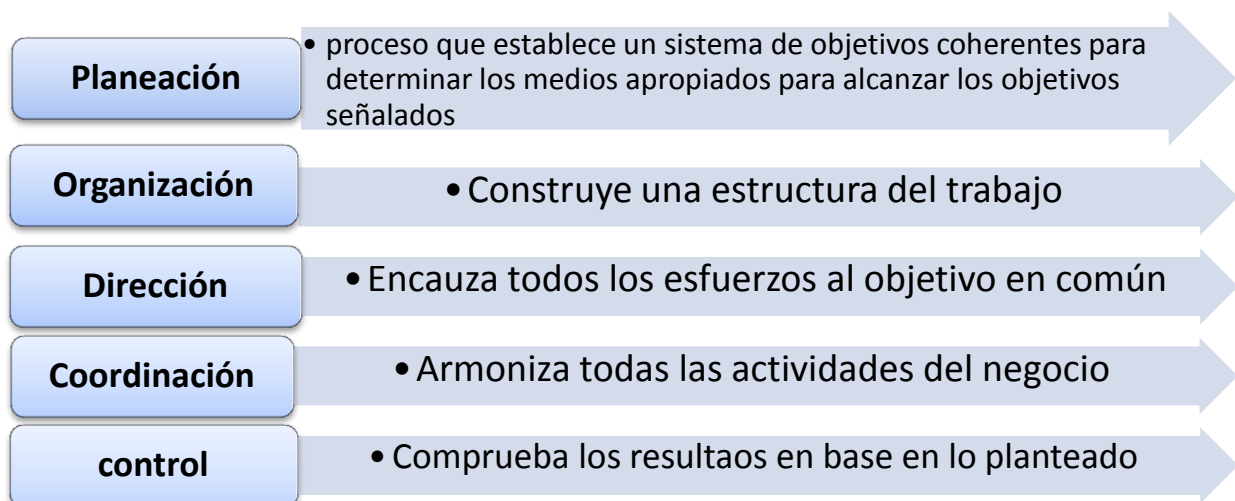 Planeación
• proceso que establece un sistema de objetivos coherentes para
determinar los medios apropiados para alcanzar los objetivos
señalados
Organización
• Construye una estructura del trabajo
Dirección
• Encauza todos los esfuerzos al objetivo en común
Coordinación
• Armoniza todas las actividades del negocio
control
• Comprueba los resultaos en base en lo planteado